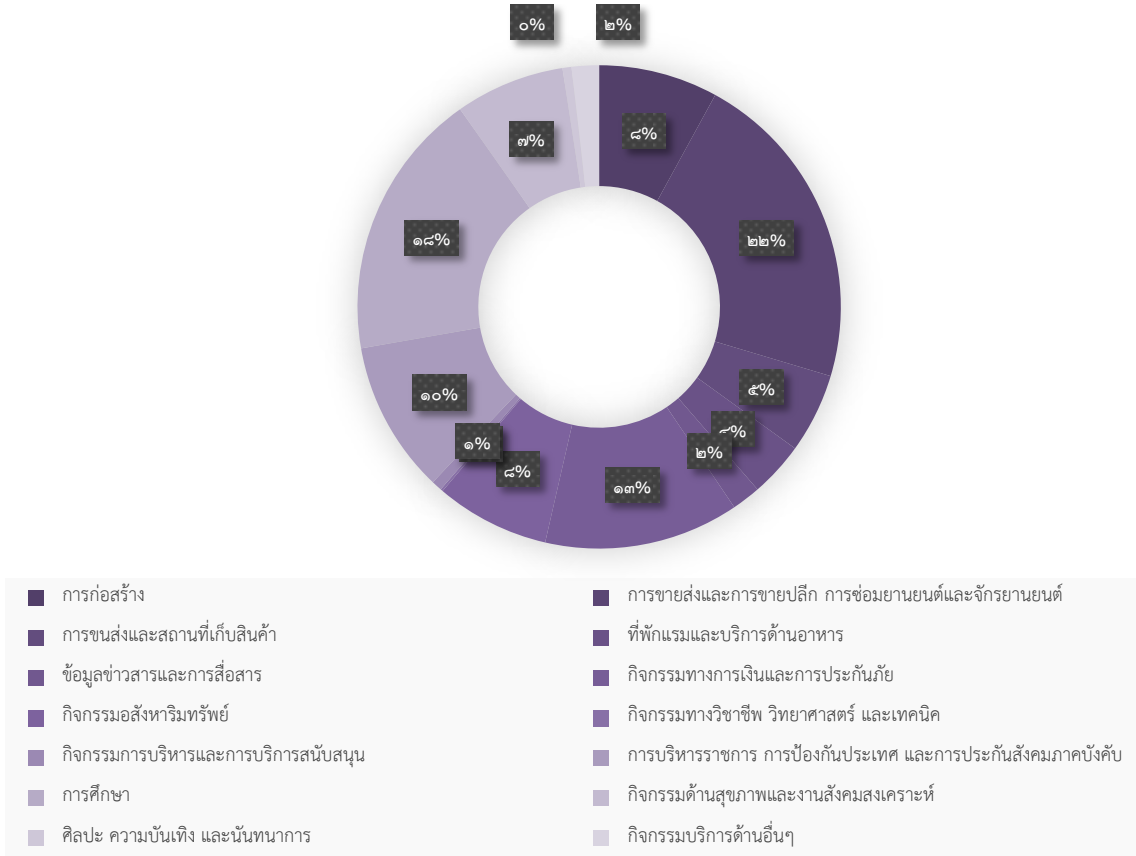 ๐% ๒%
๘%
๗%
๑๘% ๒๒%
๕%
๑๐%
๒%
๑%
๘%
๑๓%
การก่อสร้าง
การขายส่งและการขายปลีก การซ่อมยานยนต์และจักรยานยนต์
การขนส่งและสถานที่เก็บสินค้า
ที่พักแรมและบริการด้านอาหาร
ข้อมูลข่าวสารและการสื่อสาร
กิจกรรมทางการเงินและการประกันภัย
กิจกรรมอสังหาริมทรัพย์
กิจกรรมทางวิชาชีพ วิทยาศาสตร์ และเทคนิค
กิจกรรมการบริหารและการบริการสนับสนุน
การบริหารราชการ การป้องกันประเทศ และการประกันสังคมภาคบังคับ
การศึกษา
กิจกรรมด้านสุขภาพและงานสังคมสงเคราะห์
ศิลปะ ความบันเทิง และนันทนาการ
กิจกรรมบริการด้านอื่นๆ